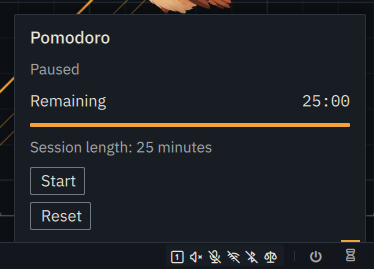 Pomodoro
Paused
Remaining 25:00
Session length: 25 minutes
Start
Reset
1